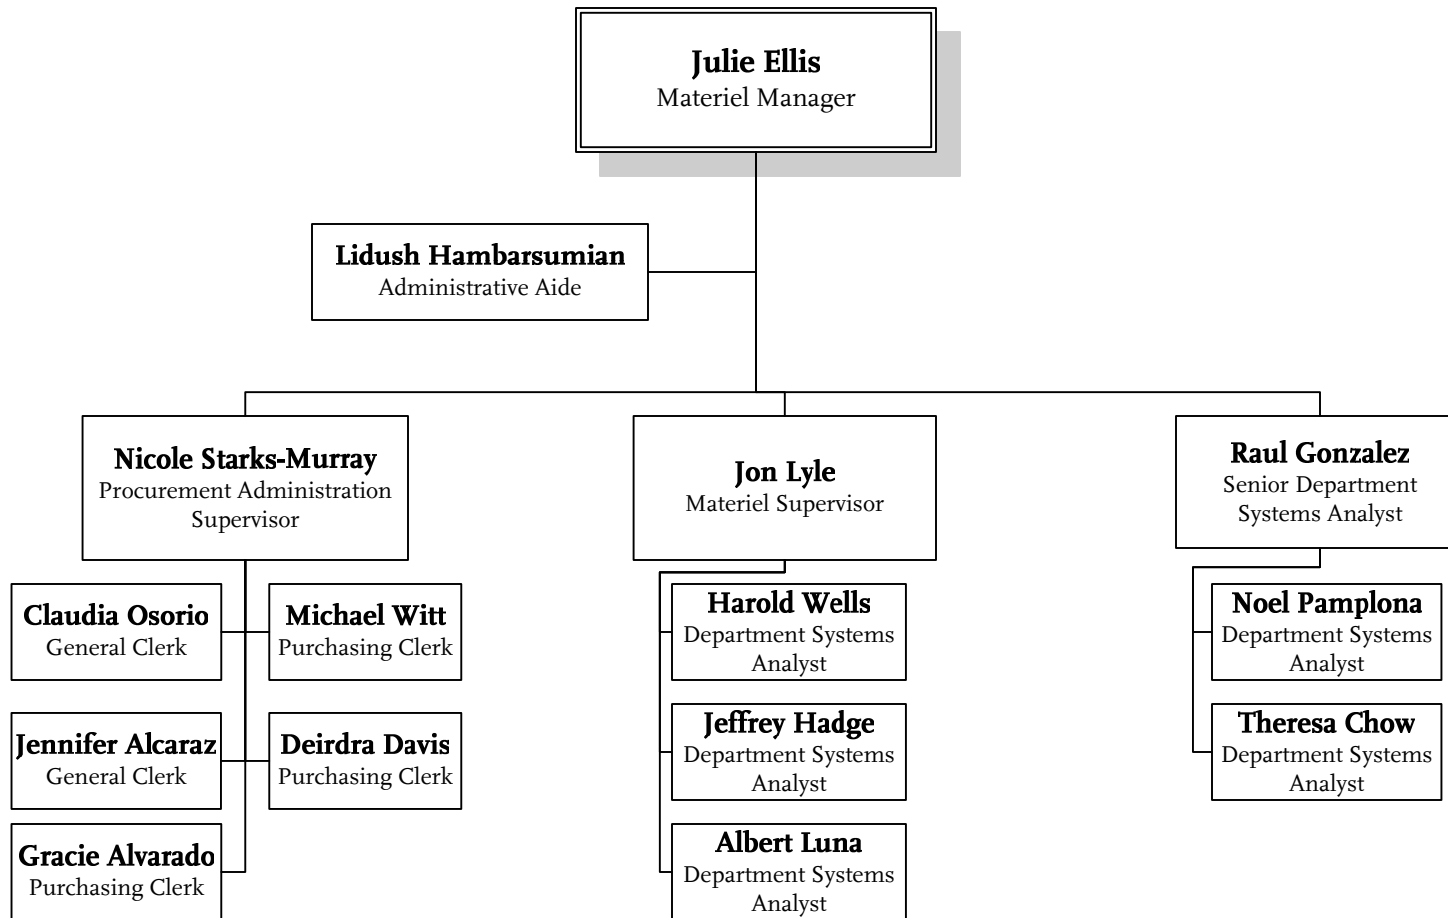 Julie Ellis
Materiel Manager
Lidush Hambarsumian
Administrative Aide
Nicole Starks-Murray
Procurement Administration
Supervisor
Jon Lyle
Materiel Supervisor
Raul Gonzalez
Senior Department
Systems Analyst
Claudia Osorio
General Clerk
Michael Witt
Purchasing Clerk
Jennifer Alcaraz
General Clerk
Deirdra Davis
Purchasing Clerk
Gracie Alvarado
Purchasing Clerk
Harold Wells
Department Systems
Analyst
Jeffrey Hadge
Department Systems
Analyst
Albert Luna
Department Systems
Analyst
Noel Pamplona
Department Systems
Analyst
Theresa Chow
Department Systems
Analyst